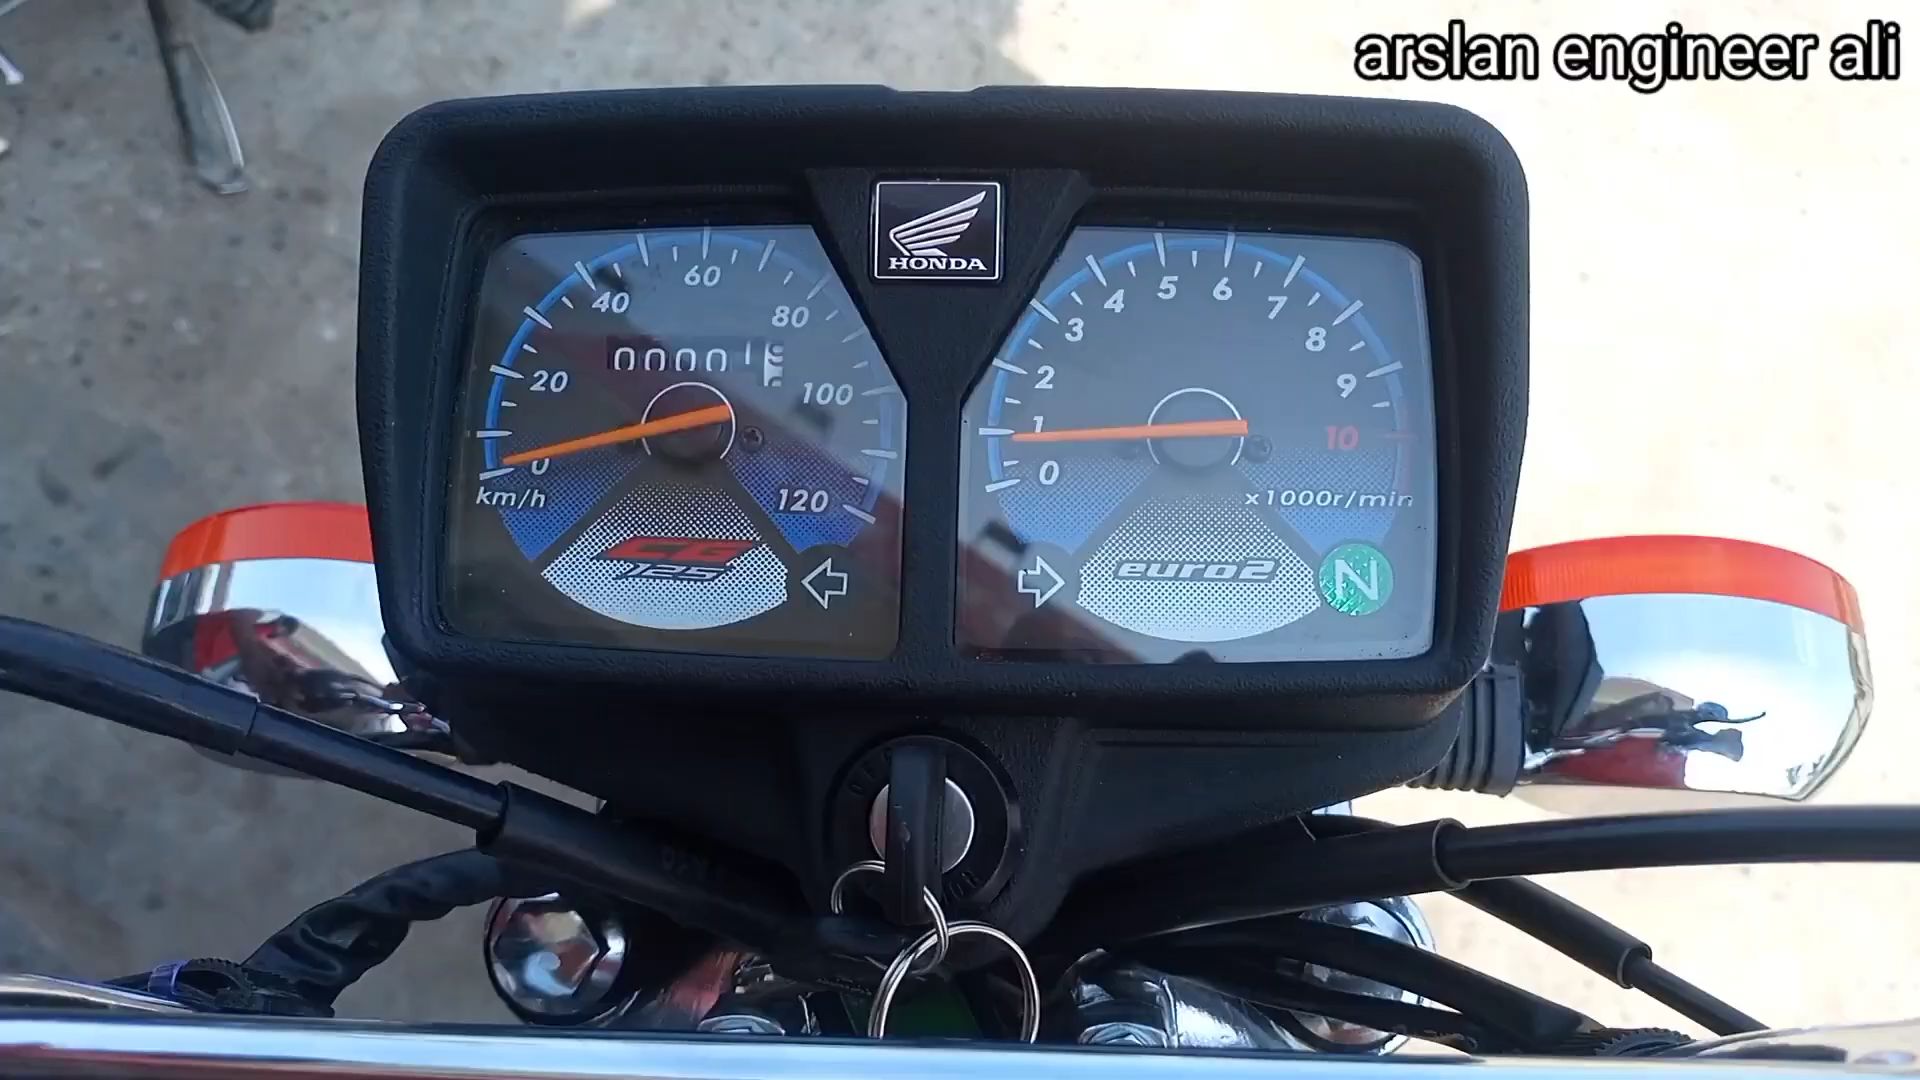 arslan engineer ali
HONDA
0 20 40 60 80 100 120
00001
km/h
CG
125
0 1 2 3 4 5 6 7 8 9 10
x1000r/min
euro2
N